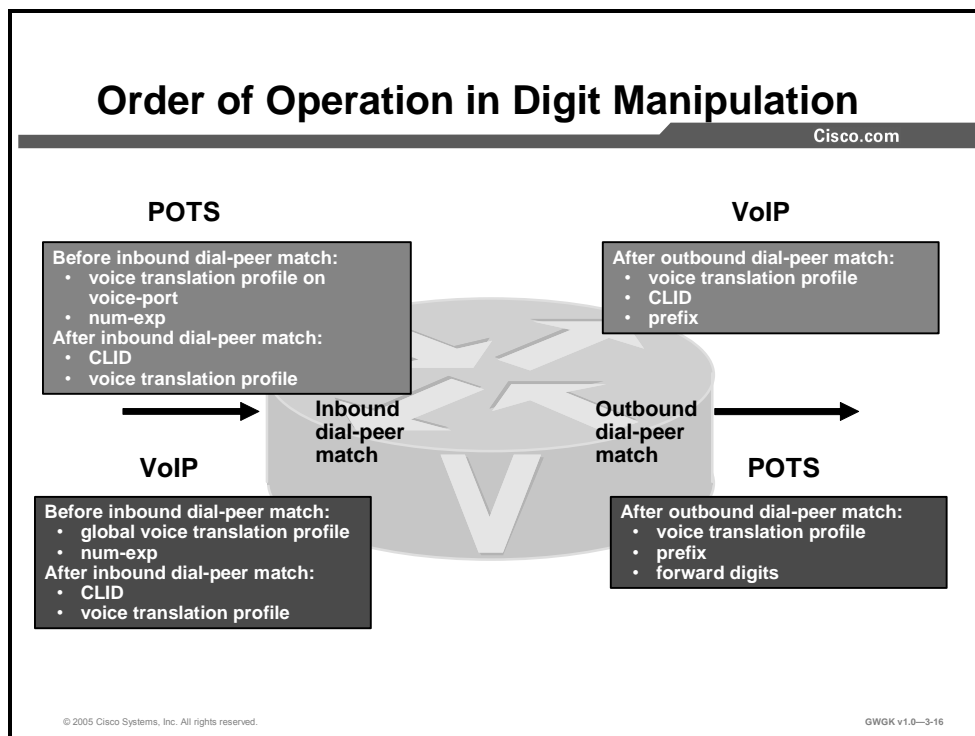 Order of Operation in Digit Manipulation
Cisco.com
POTS
Before inbound dial-peer match:
• voice translation profile on
voice-port
• num-exp
After inbound dial-peer match:
• CLID
• voice translation profile
VoIP
After outbound dial-peer match:
• voice translation profile
• CLID
• prefix
Inbound
dial-peer
match
Outbound
dial-peer
match
V
VoIP
Before inbound dial-peer match:
• global voice translation profile
• num-exp
After inbound dial-peer match:
• CLID
• voice translation profile
POTS
After outbound dial-peer match:
• voice translation profile
• prefix
• forward digits
© 2005 Cisco Systems, Inc. All rights reserved.
GWGK v1.0—3-16